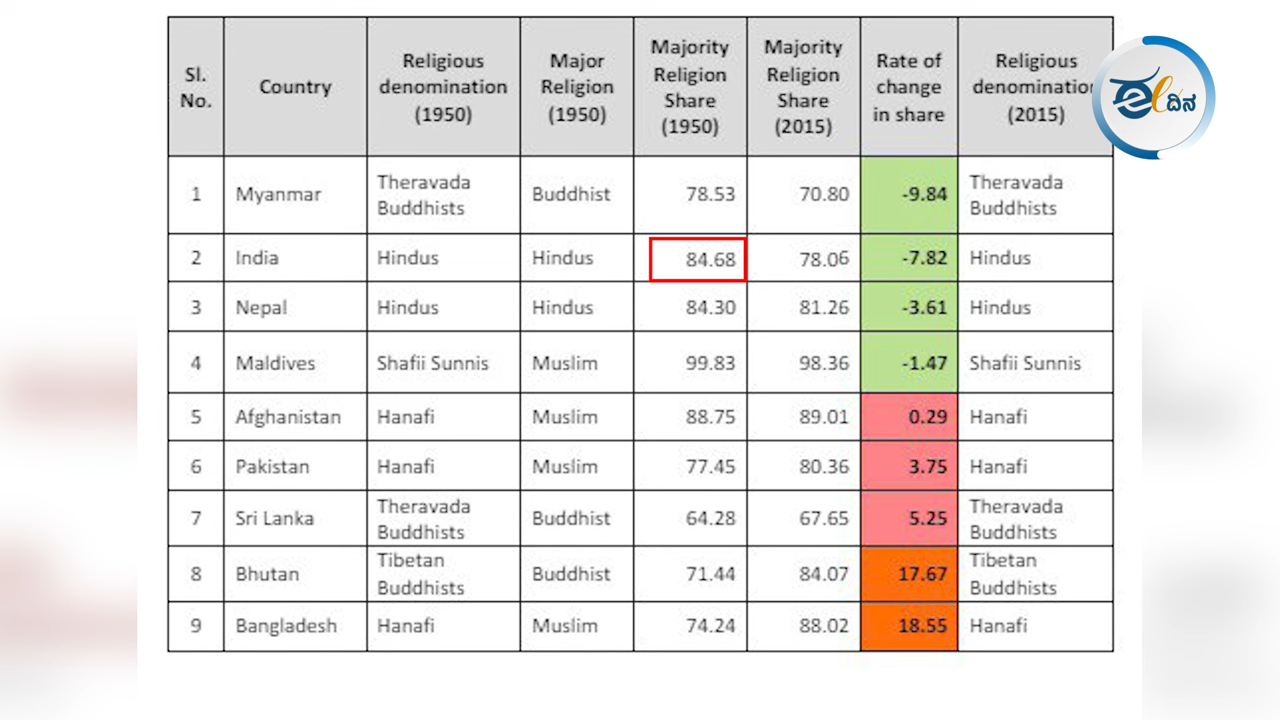 Sl. No. Country Religious denomination (1950) Major Religion (1950) Majority Religion Share (1950) Majority Religion Share (2015) Rate of change in share Religious denomination (2015)
1 Myanmar Theravada Buddhists Buddhist 78.53 70.80 -9.84 Theravada Buddhists
2 India Hindus Hindus 84.68 78.06 -7.82 Hindus
3 Nepal Hindus Hindus 84.30 81.26 -3.61 Hindus
4 Maldives Shafii Sunnis Muslim 99.83 98.36 -1.47 Shafii Sunnis
5 Afghanistan Hanafi Muslim 88.75 89.01 0.29 Hanafi
6 Pakistan Hanafi Muslim 77.45 80.36 3.75 Hanafi
7 Sri Lanka Theravada Buddhists Buddhist 64.28 67.65 5.25 Theravada Buddhists
8 Bhutan Tibetan Buddhists Buddhist 71.44 84.07 17.67 Tibetan Buddhists
9 Bangladesh Hanafi Muslim 74.24 88.02 18.55 Hanafi
ದಿನ